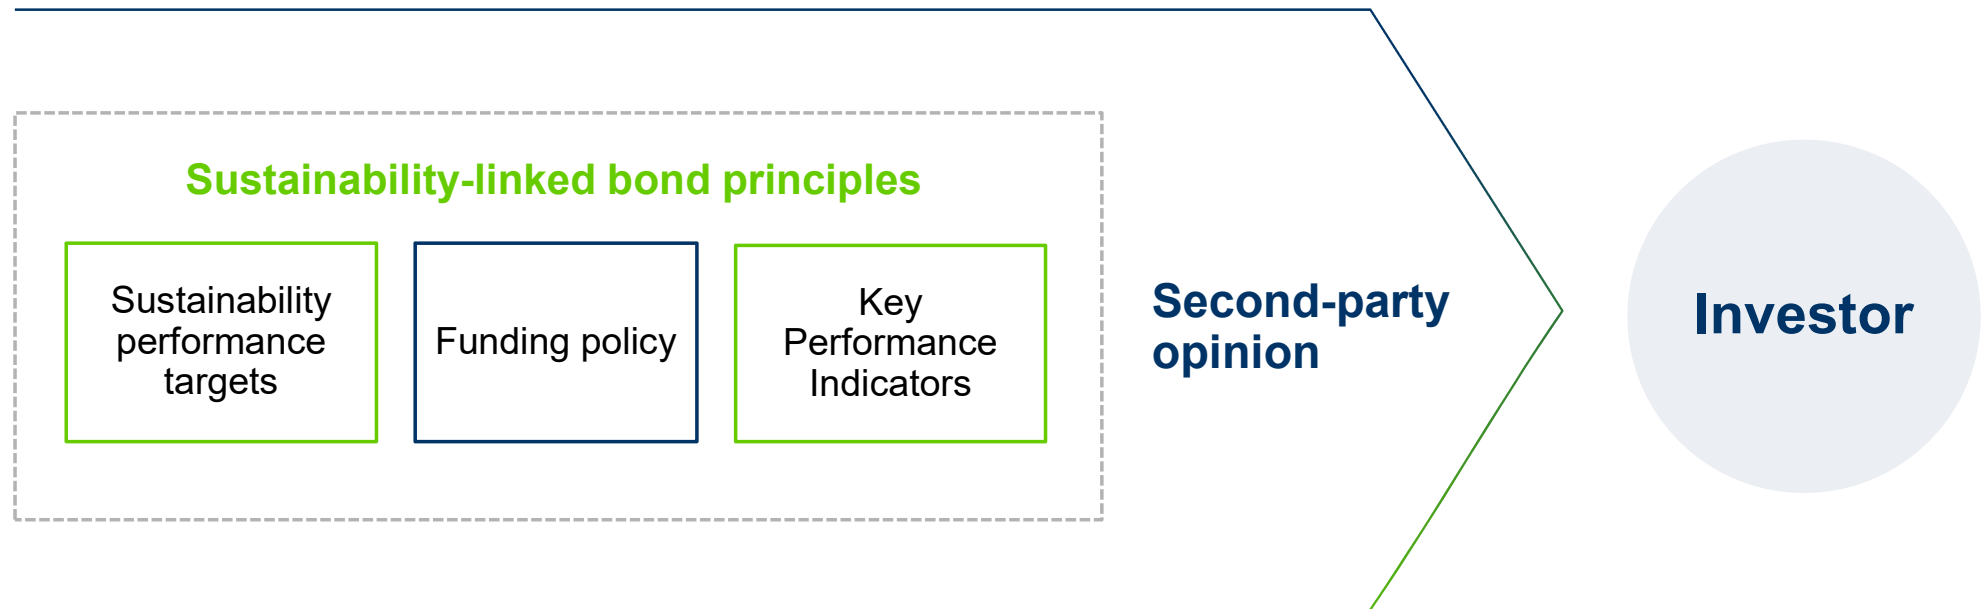 Sustainability-linked bond principles
Sustainability
performance
targets
Funding policy
Key
Performance
Indicators
Second-party
opinion
Investor